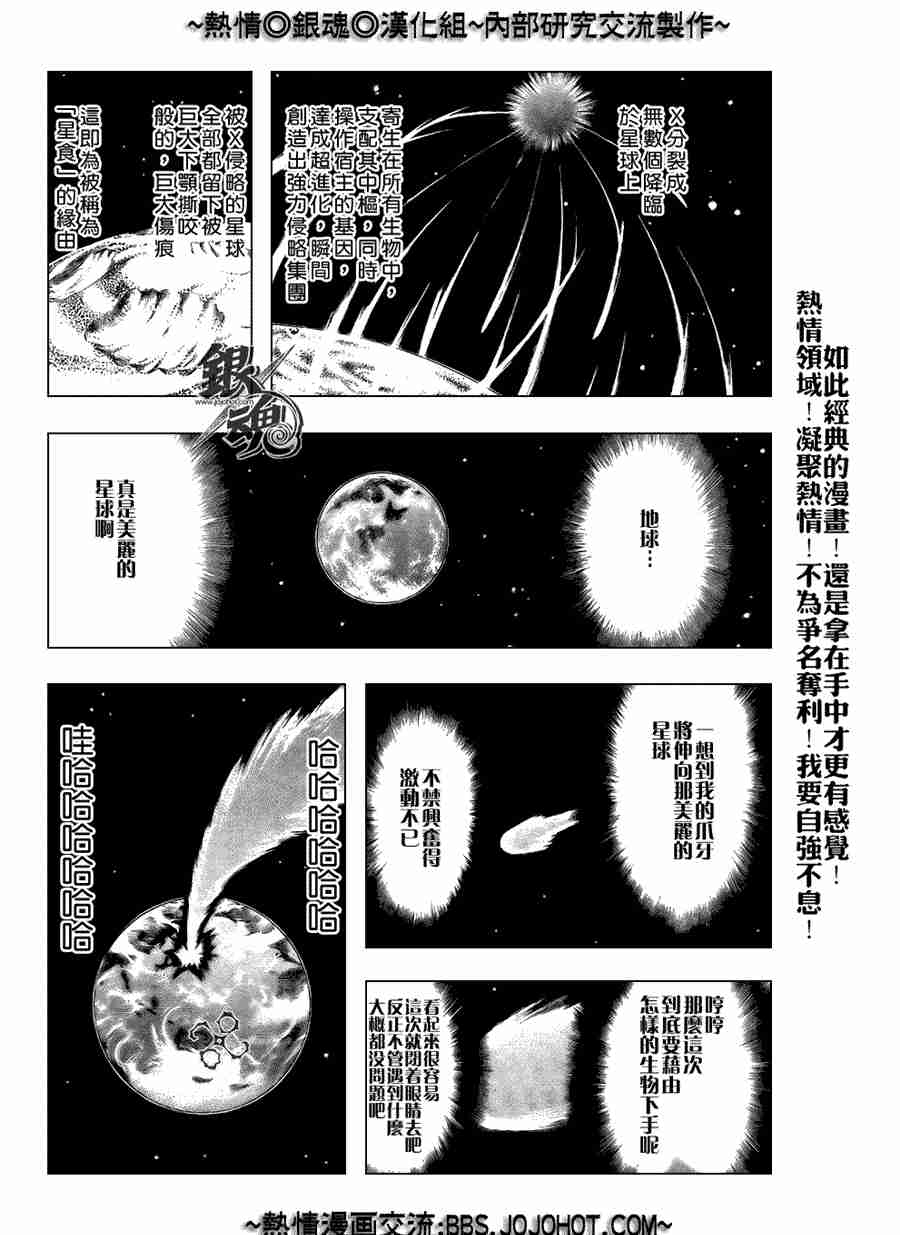 ~熱情◎銀魂◎漢化組~內部研究交流製作~
X分裂成
無數個降臨
於星球上
寄生在所有生物中，
支配其中樞，同時
操作宿主的基因，
達成超進化，瞬間
創造出強力侵略集團
被X侵略的星球
全部都留下被
巨大下顎撕咬
般的，巨大傷痕
這即為被稱為
「星食」的緣由
銀魂
www.jojohot.com
地球…
真是美麗的
星球啊
一想到我的爪牙
將伸向那美麗的
星球
不禁興奮得
激動不已
哼哼
那麼這次
到底要藉由
怎樣的生物下手呢
看起來很容易
這次就閉着眼睛去吧
反正不管遇到什麼
大概都没問題吧
哈哈哈哈哈哈
哇哈哈哈哈哈哈
如此經典的漫畫！還是拿在手中才更有感覺！
熱情領域！凝聚熱情！不為爭名奪利！我要自強不息！
~熱情漫画交流:BBS.JOJOHOT.COM~